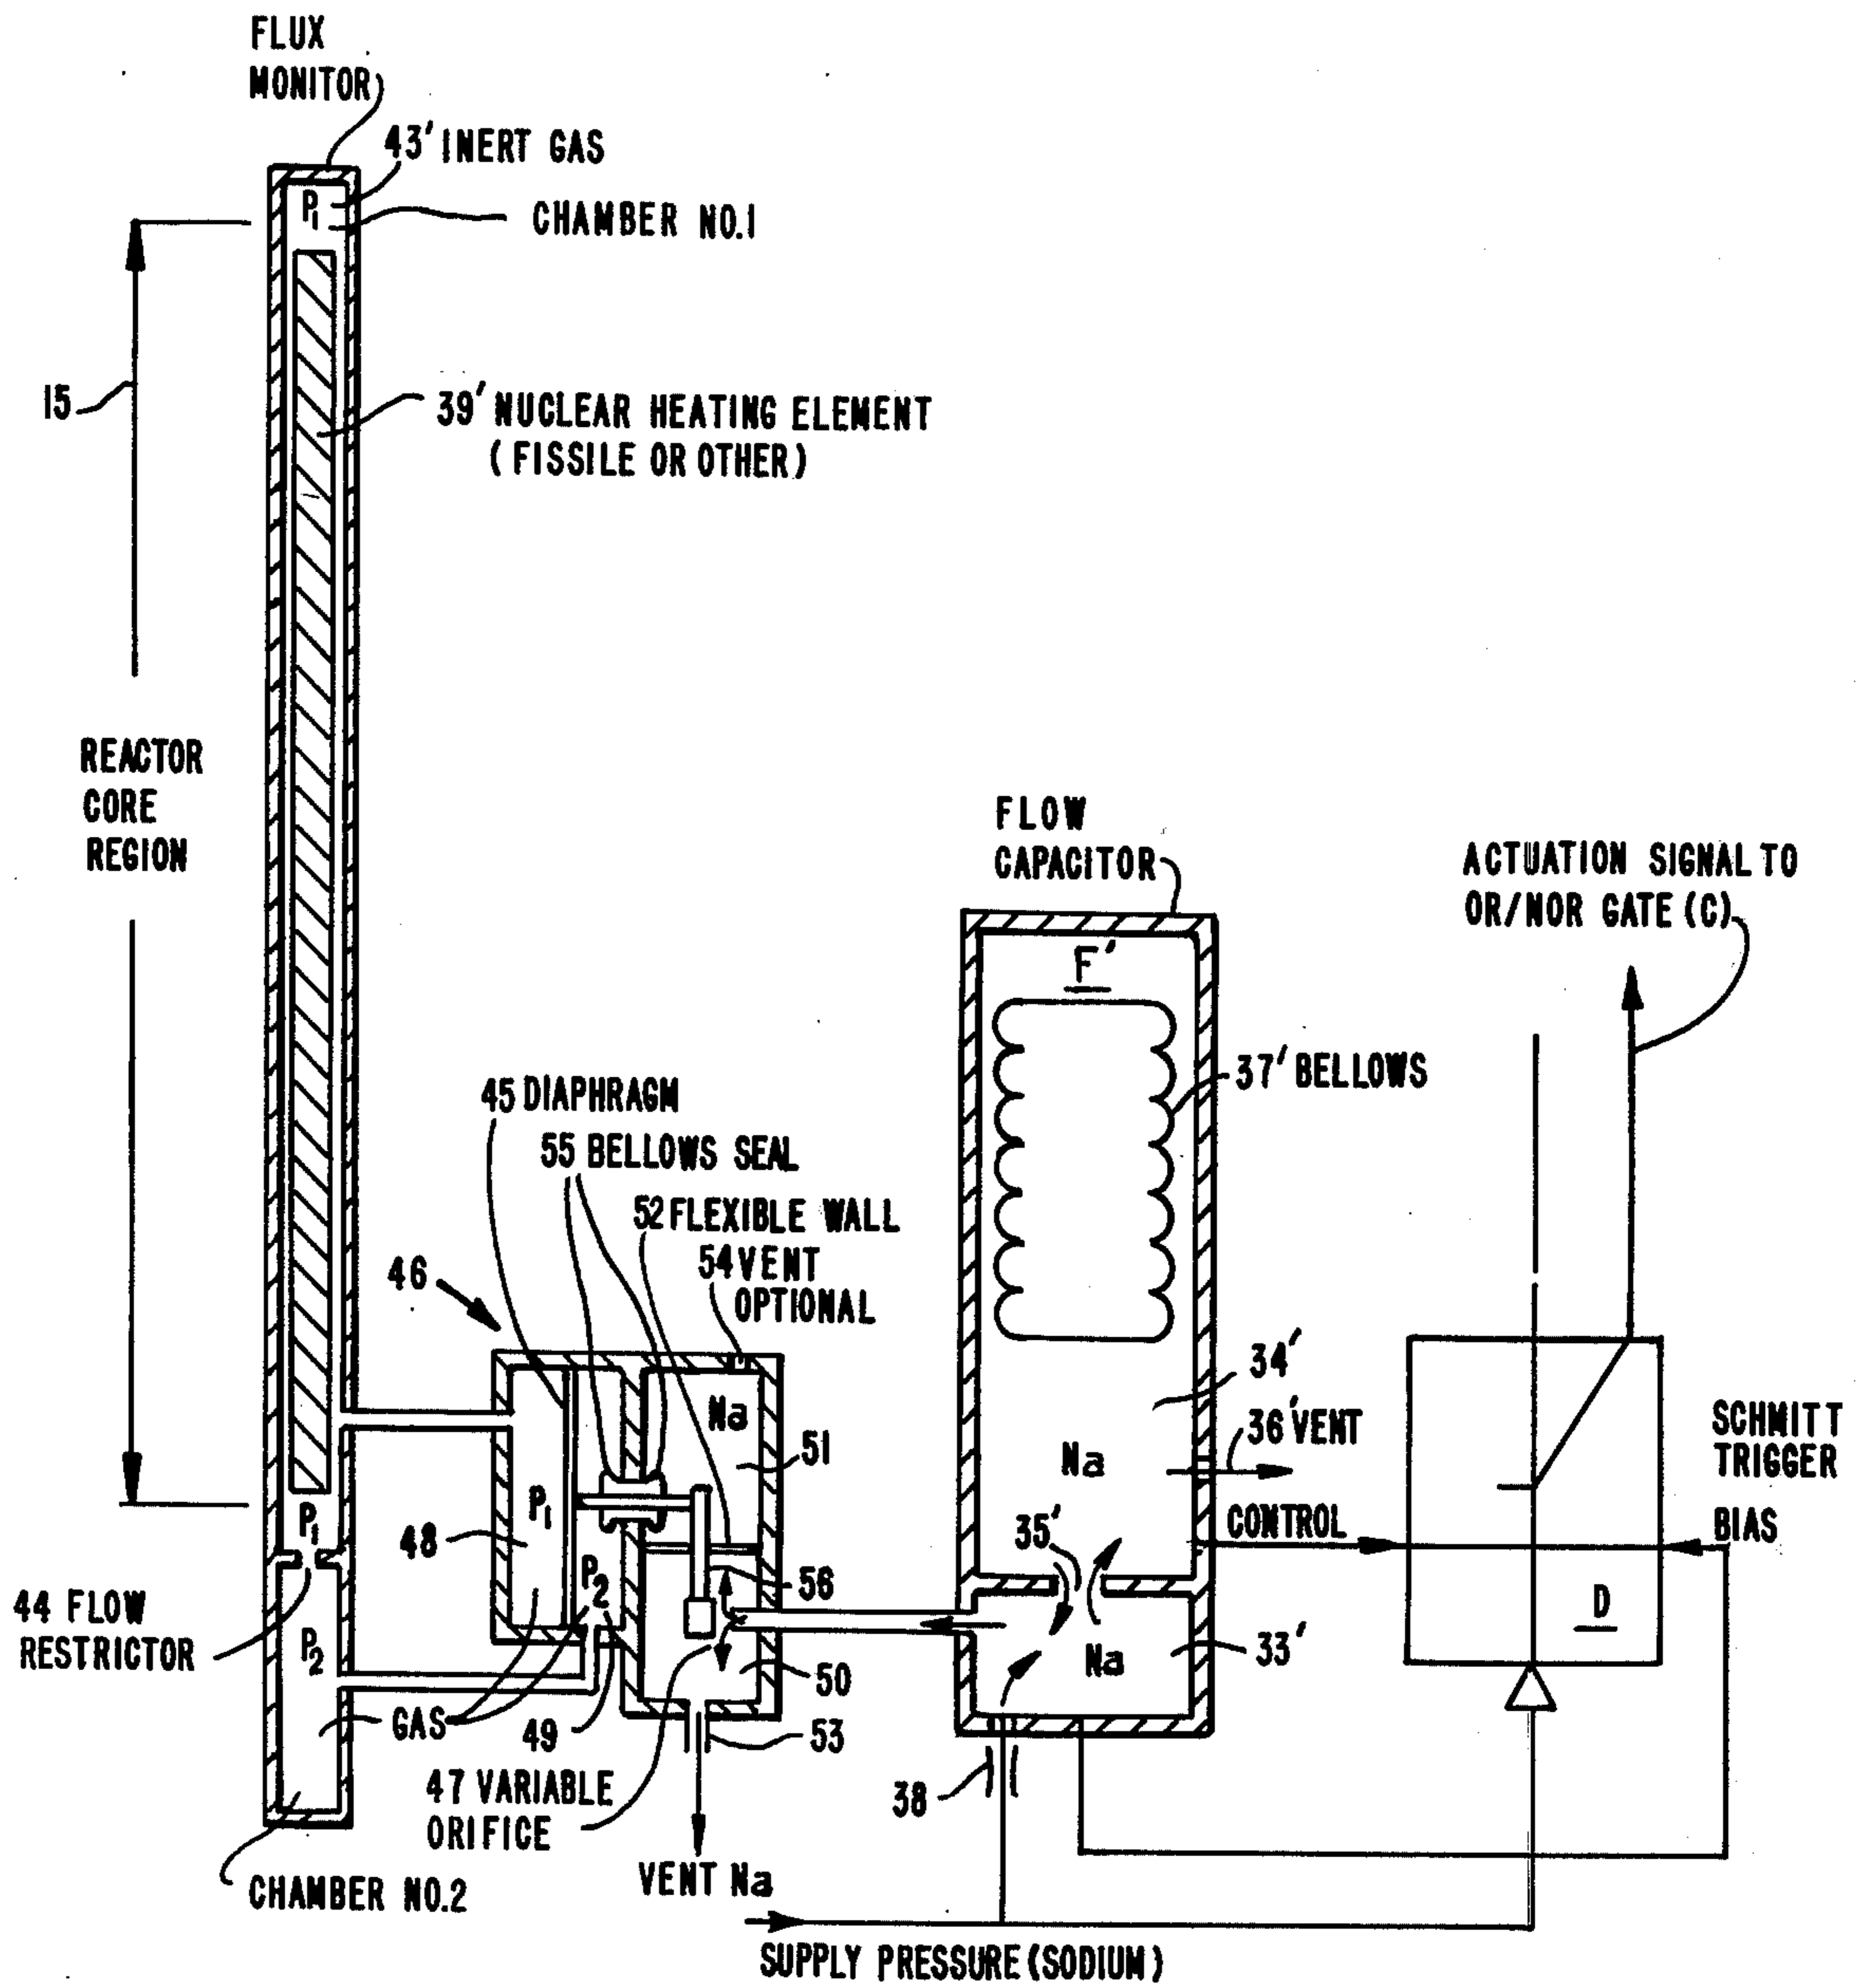 FLUX
MONITOR
43' INERT GAS
P1
CHAMBER NO.1
15
39' NUCLEAR HEATING ELEMENT
(FISSILE OR OTHER)
REACTOR
CORE
REGION
FLOW
CAPACITOR
ACTUATION SIGNAL TO
OR/NOR GATE (C)
F'
37' BELLOWS
45 DIAPHRAGM
55 BELLOWS SEAL
52 FLEXIBLE WALL
54 VENT
OPTIONAL
46
34'
Na
51
36' VENT
SCHMITT
TRIGGER
Na
P1
P1
48
35'
CONTROL
BIAS
P2
56
D
44 FLOW
RESTRICTOR
P2
33'
Na
50
GAS
49
53
47 VARIABLE
ORIFICE
38
VENT Na
CHAMBER NO.2
SUPPLY PRESSURE (SODIUM)